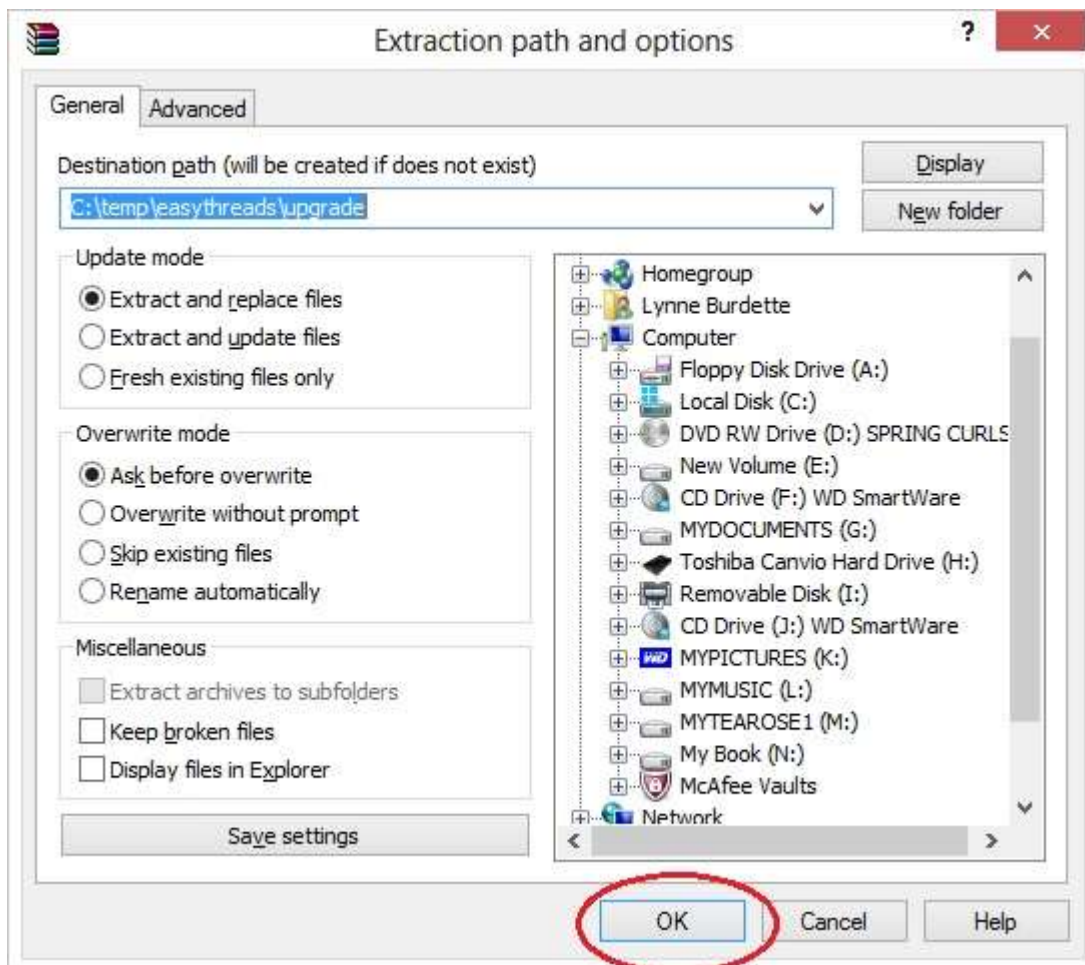 Extraction path and options
?
General
Advanced
Destination path (will be created if does not exist)
Display
C:\temp\easythreads\upgrade
New folder
Update mode
Extract and replace files
Extract and update files
Fresh existing files only
Overwrite mode
Ask before overwrite
Overwrite without prompt
Skip existing files
Rename automatically
Miscellaneous
Extract archives to subfolders
Keep broken files
Display files in Explorer
Save settings
Homegroup
Lynne Burdette
Computer
Floppy Disk Drive (A:)
Local Disk (C:)
DVD RW Drive (D:) SPRING CURLS
New Volume (E:)
CD Drive (F:) WD SmartWare
MYDOCUMENTS (G:)
Toshiba Canvio Hard Drive (H:)
Removable Disk (I:)
CD Drive (J:) WD SmartWare
WD MYPICTURES (K:)
MYMUSIC (L:)
MYTEAROSE1 (M:)
My Book (N:)
McAfee Vaults
Network
OK
Cancel
Help